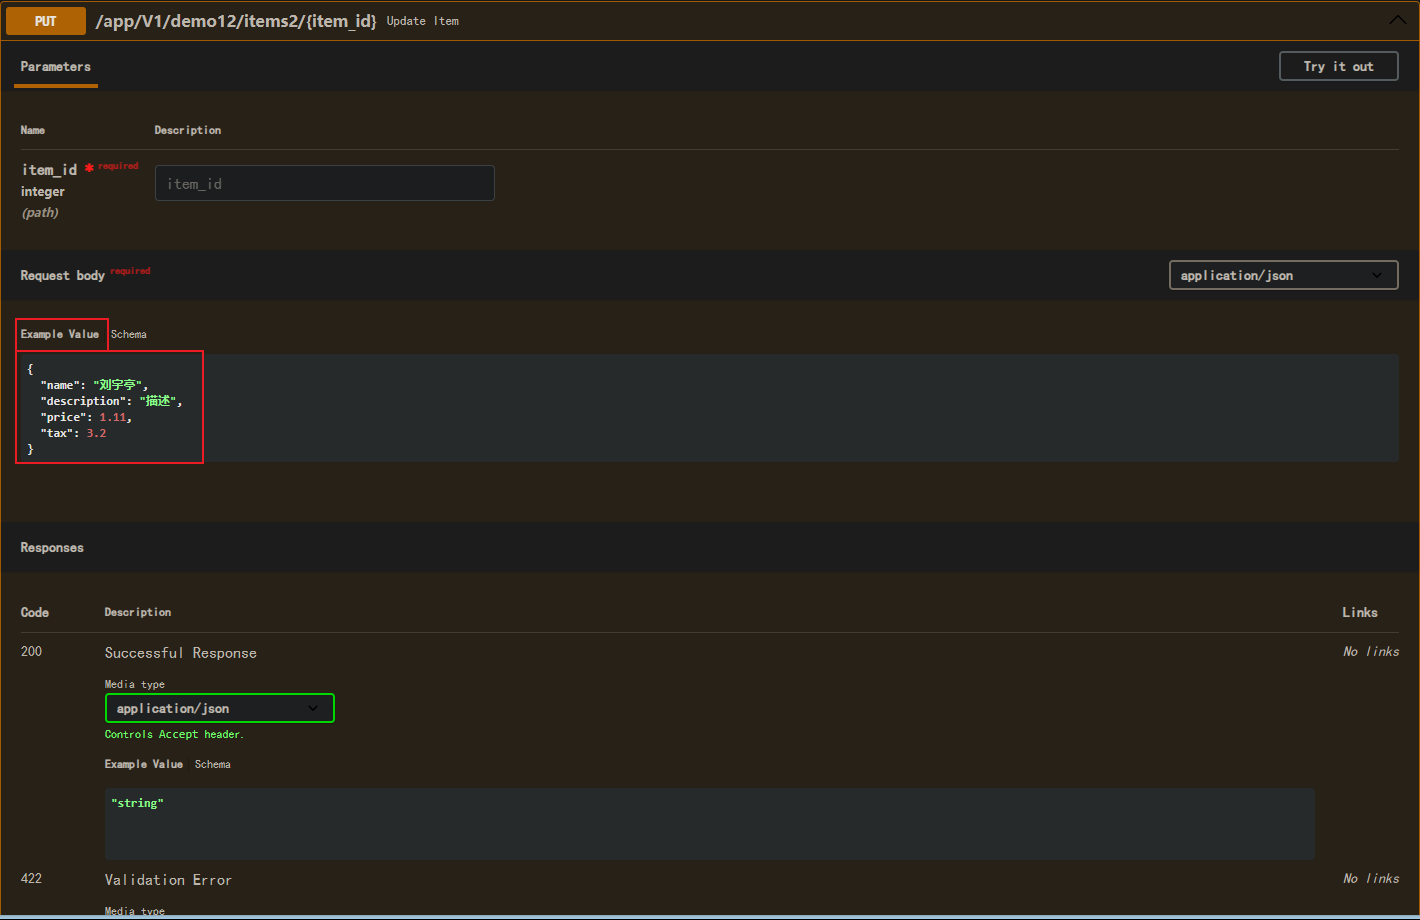 PUT /app/V1/demo12/items2/{item_id} Update Item
Parameters
Try it out
Name Description
item_id * required
integer
(path)
item_id
Request body required
application/json
Example Value Schema
{
"name": "刘宇亭",
"description": "描述",
"price": 1.11,
"tax": 3.2
}
Responses
Code Description Links
200 Successful Response No links
Media type
application/json
Controls Accept header.
Example Value Schema
"string"
422 Validation Error No links
Media type